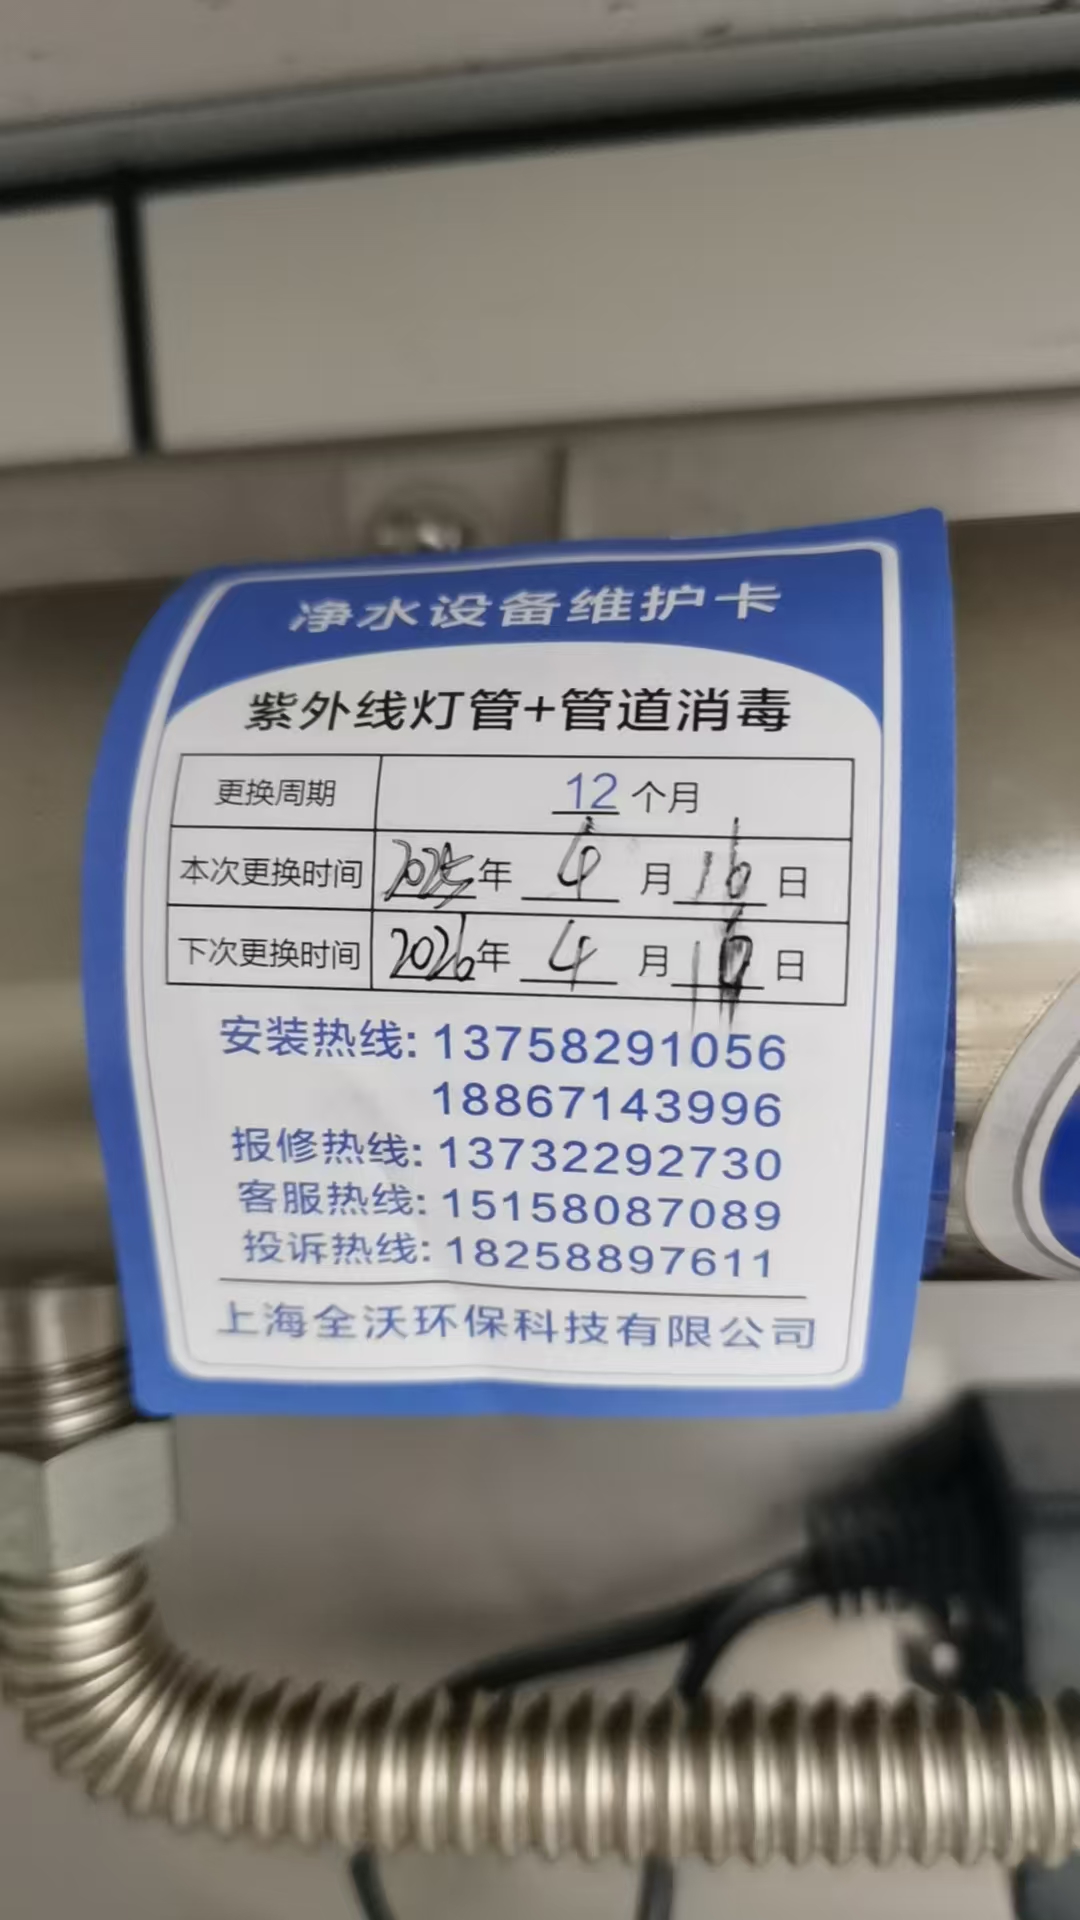 净水设备维护卡
紫外线灯管+管道消毒
更换周期 12 个月
本次更换时间 2025年 4月 16日
下次更换时间 2026年 4月 日
安装热线: 13758291056
18867143996
报修热线: 13732292730
客服热线: 15158087089
投诉热线: 18258897611
上海全沃环保科技有限公司